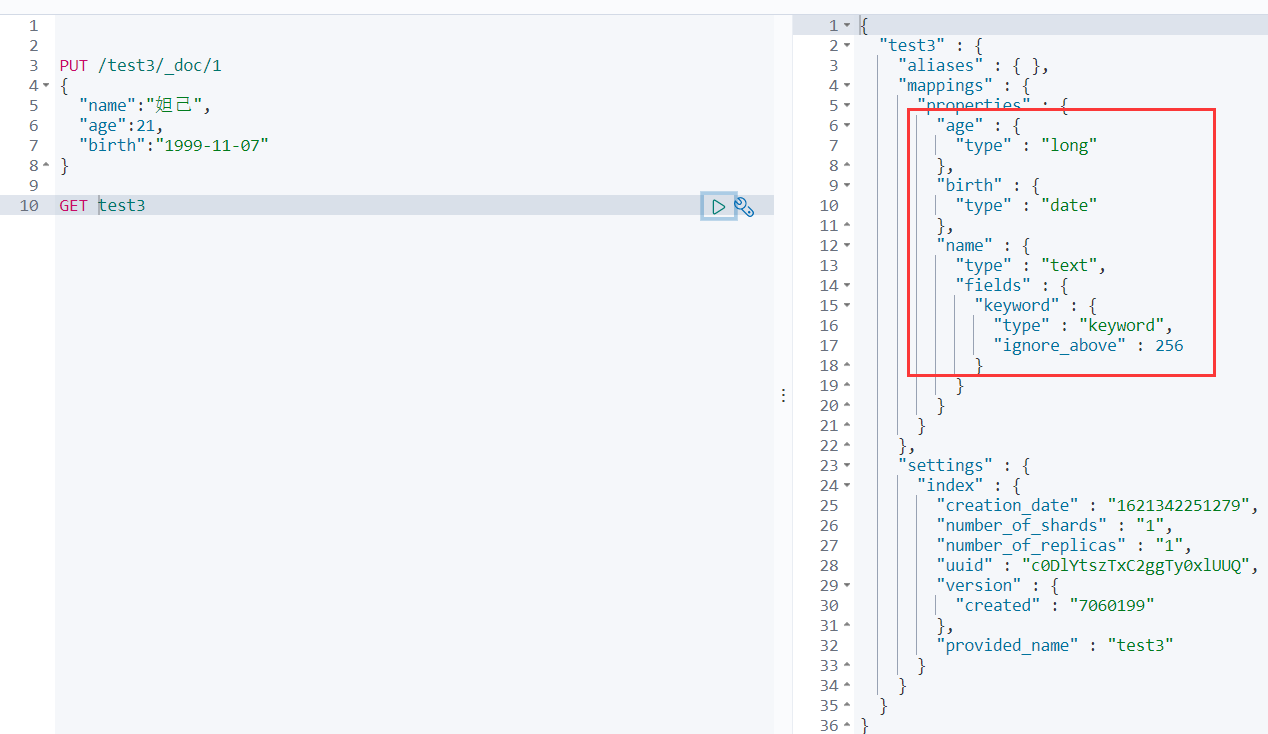 1
2
3 PUT /test3/_doc/1
4 {
5   "name":"妲己",
6   "age":21,
7   "birth":"1999-11-07"
8 }
9
10 GET test3
1 {
2   "test3" : {
3     "aliases" : { },
4     "mappings" : {
5       "properties" : {
6         "age" : {
7           "type" : "long"
8         },
9         "birth" : {
10           "type" : "date"
11         },
12         "name" : {
13           "type" : "text",
14           "fields" : {
15             "keyword" : {
16               "type" : "keyword",
17               "ignore_above" : 256
18             }
19           }
20         }
21       }
22     },
23     "settings" : {
24       "index" : {
25         "creation_date" : "1621342251279",
26         "number_of_shards" : "1",
27         "number_of_replicas" : "1",
28         "uuid" : "c0DlYtszTxC2ggTy0xlUUQ",
29         "version" : {
30           "created" : "7060199"
31         },
32         "provided_name" : "test3"
33       }
34     }
35   }
36 }